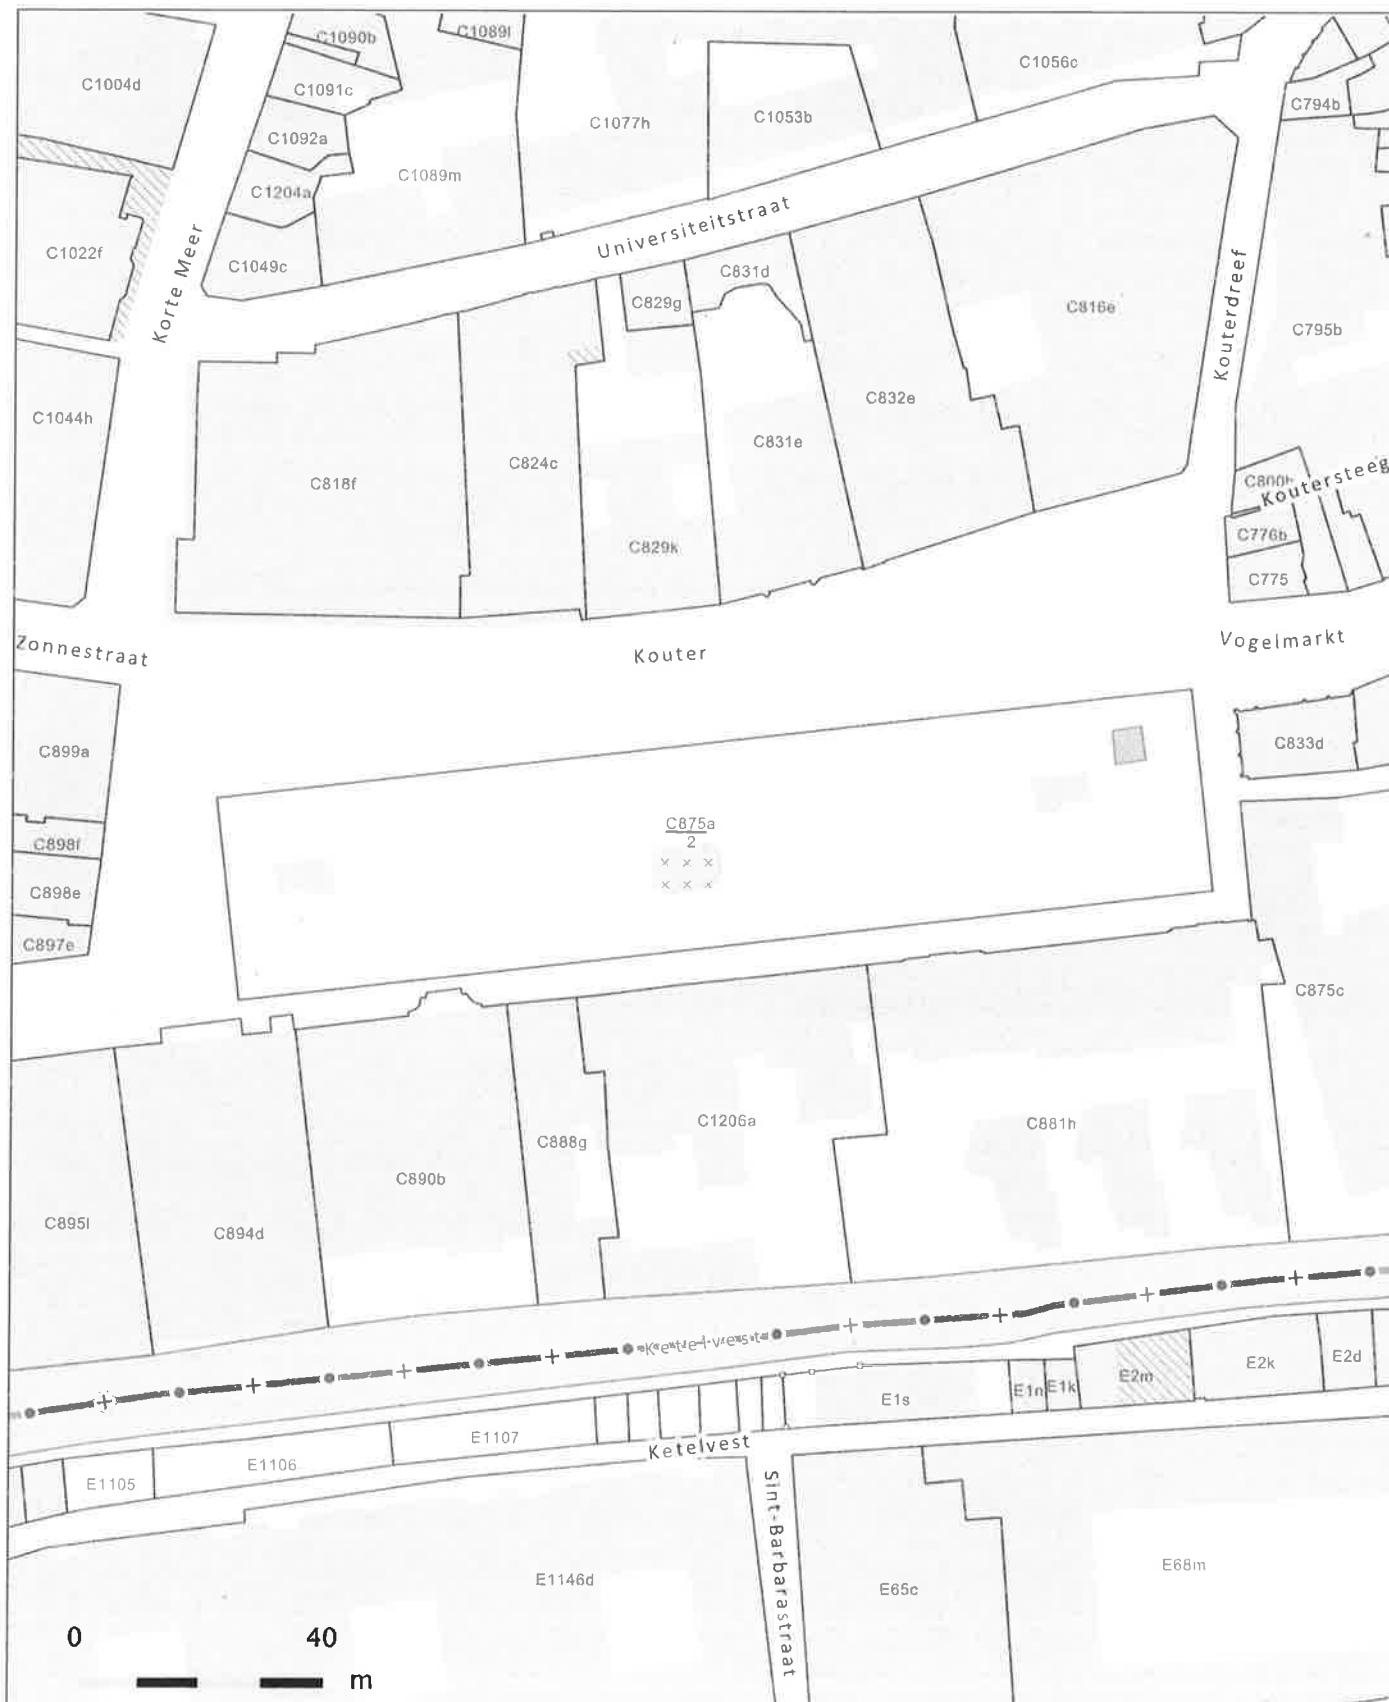 C1090b
C1089l
C1004d
C1091c
C1056c
C1092a
C1077h
C1053b
C794b
C1089m
C1204a
Universiteitstraat
C1022f
Korte Meer
C1049c
C831d
C829g
C816e
Kouterdreef
C795b
C1044h
C832e
C831e
C824c
C818f
C800h
Koutersteeg
C776b
C829k
C775
Zonnestraat
Kouter
Vogelmarkt
C899a
C833d
C875a
2
C898f
C898e
C897e
C875c
C1206a
C881h
C888g
C890b
C895l
C894d
Ketelvest
E2m
E2k
E2d
E1n
E1k
E1s
E1107
Ketelvest
E1106
E1105
Sint-Barbarastraat
E1146d
E65c
E68m
0 40
m